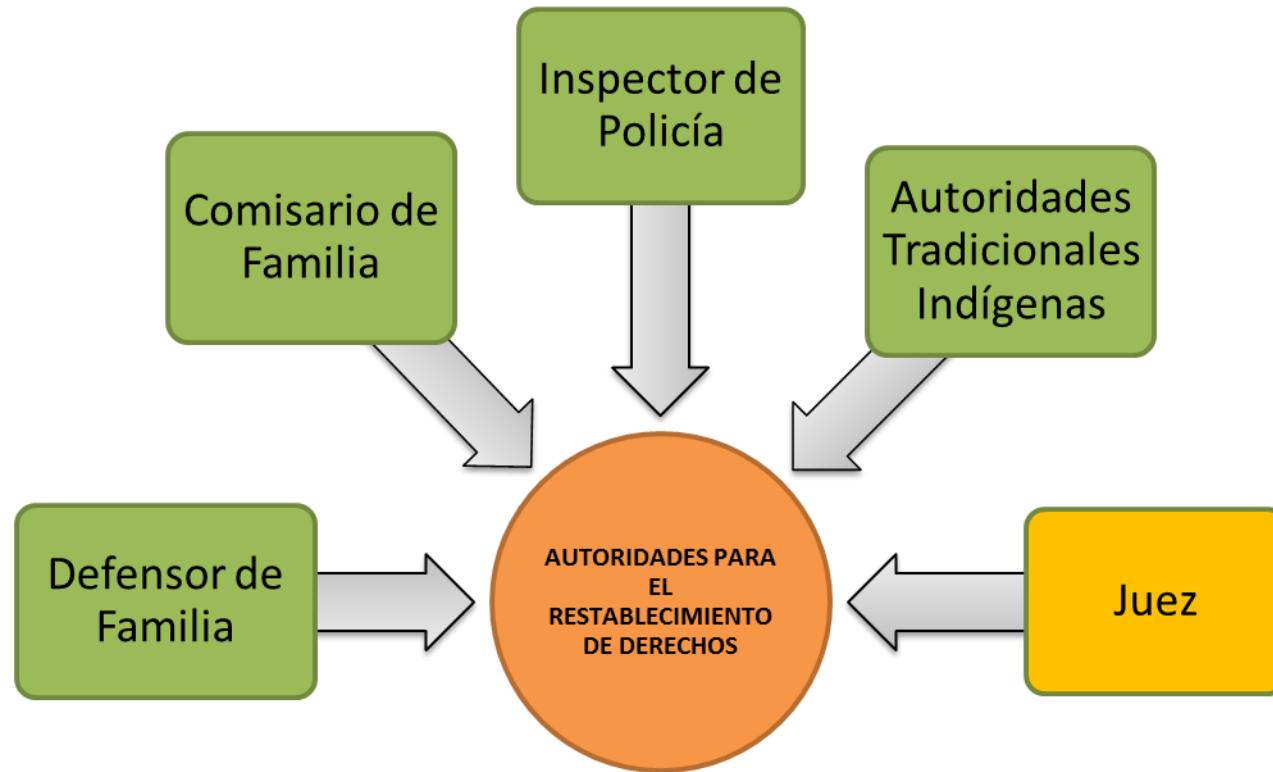 Inspector de
Policía
Comisario de
Familia
Autoridades
Tradicionales
Indígenas
Defensor de
Familia
AUTORIDADES PARA
EL
RESTABLECIMIENTO
DE DERECHOS
Juez